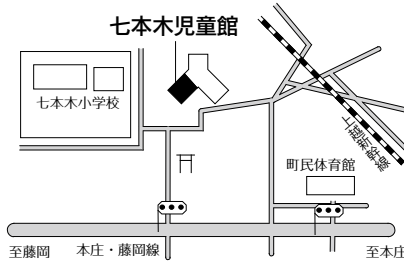 七本木児童館
七本木小学校
上越新幹線
町民体育館
至藤岡
本庄・藤岡線
至本庄